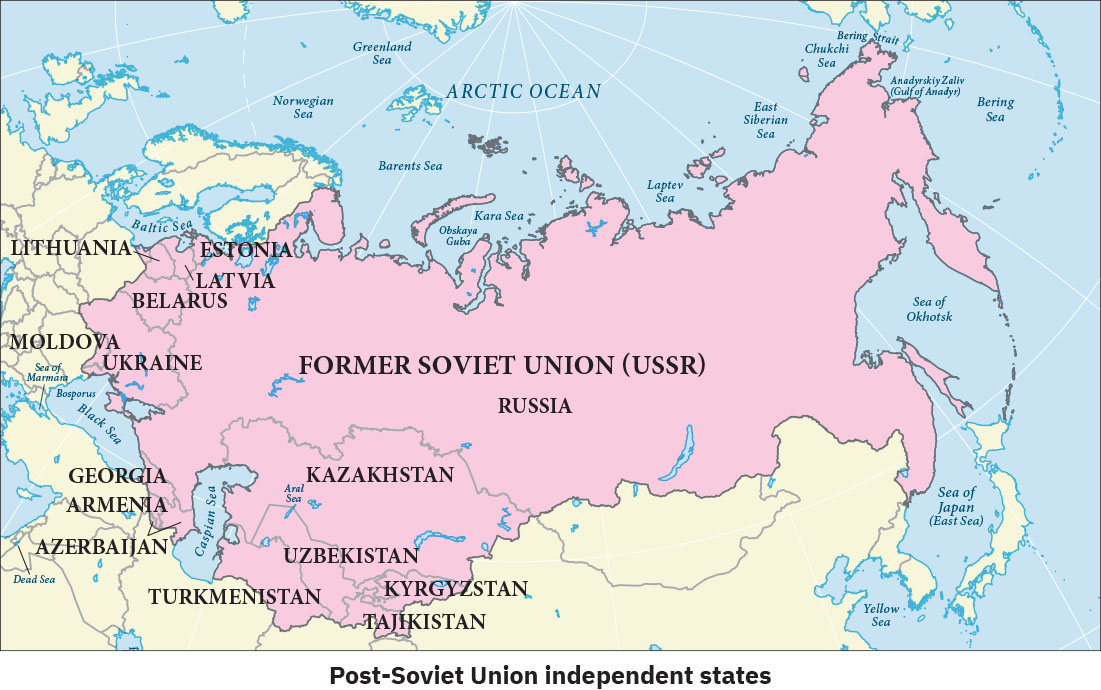 Bering Strait
Greenland
Sea
Chukchi
Sea
Anadyrskiy Zaliv
(Gulf of Anadyr)
ARCTIC OCEAN
Norwegian
Sea
East
Siberian
Sea
Bering
Sea
Barents Sea
Laptev
Sea
Kara Sea
Obskaya
Guba
Baltic Sea
LITHUANIA
ESTONIA
LATVIA
BELARUS
Sea of
Okhotsk
MOLDOVA
UKRAINE
Sea of
Marmara
Bosporus
Black Sea
FORMER SOVIET UNION (USSR)
RUSSIA
GEORGIA
ARMENIA
AZERBAIJAN
Caspian Sea
KAZAKHSTAN
Aral
Sea
Sea of
Japan
(East Sea)
Dead Sea
UZBEKISTAN
TURKMENISTAN
KYRGYZSTAN
TAJIKISTAN
Yellow
Sea
Post-Soviet Union independent states